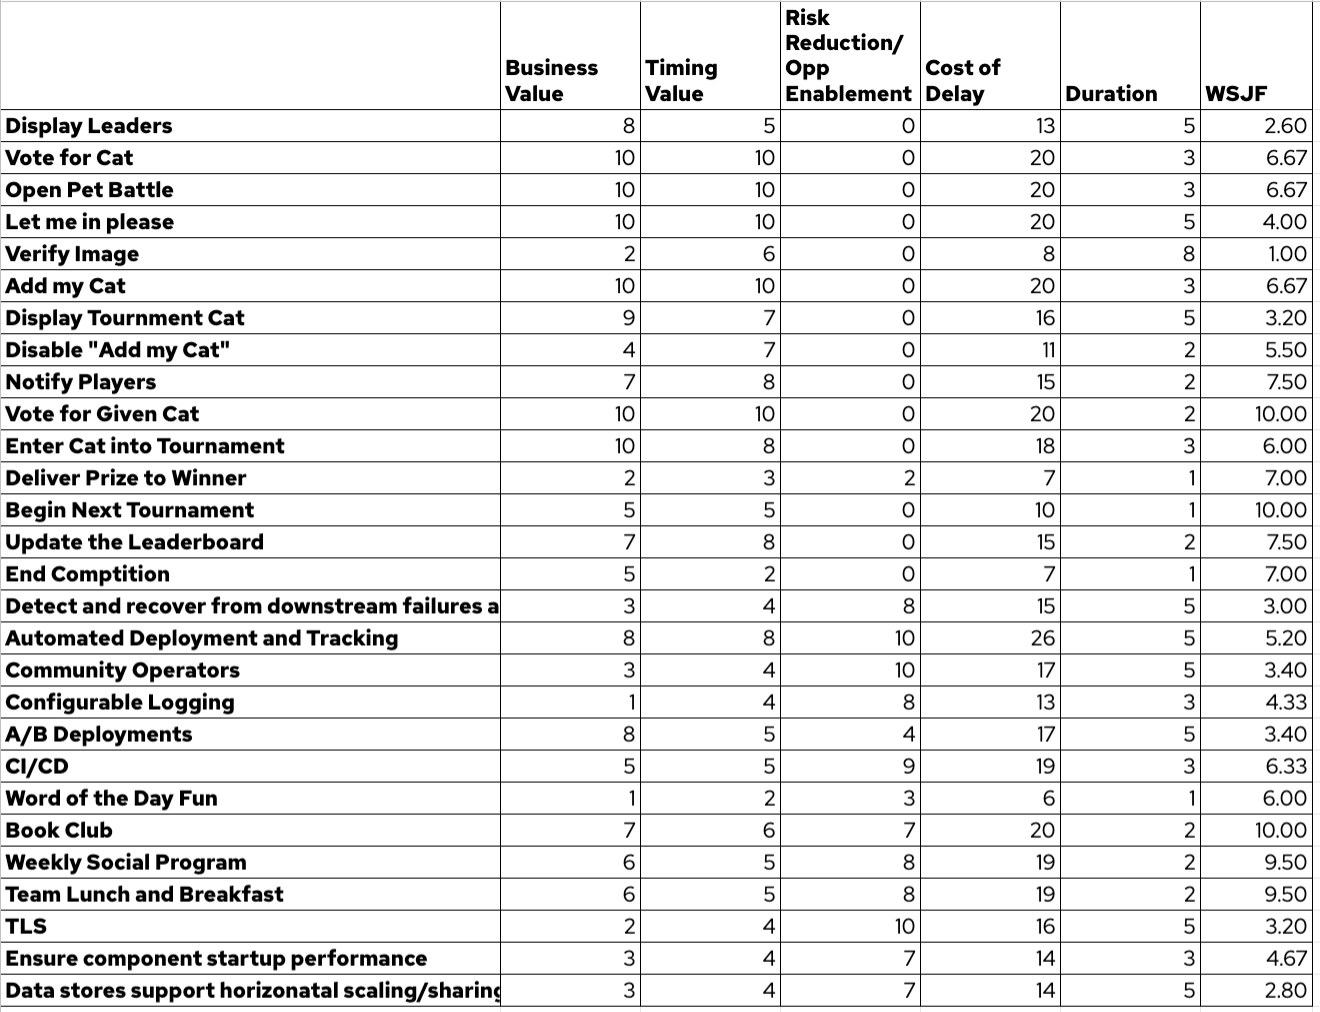 Business Value Timing Value Risk Reduction/ Opp Enablement Cost of Delay Duration WSJF
Display Leaders 8 5 0 13 5 2.60
Vote for Cat 10 10 0 20 3 6.67
Open Pet Battle 10 10 0 20 3 6.67
Let me in please 10 10 0 20 5 4.00
Verify Image 2 6 0 8 8 1.00
Add my Cat 10 10 0 20 3 6.67
Display Tournment Cat 9 7 0 16 5 3.20
Disable "Add my Cat" 4 7 0 11 2 5.50
Notify Players 7 8 0 15 2 7.50
Vote for Given Cat 10 10 0 20 2 10.00
Enter Cat into Tournament 10 8 0 18 3 6.00
Deliver Prize to Winner 2 3 2 7 1 7.00
Begin Next Tournament 5 5 0 10 1 10.00
Update the Leaderboard 7 8 0 15 2 7.50
End Comptition 5 2 0 7 1 7.00
Detect and recover from downstream failures a 3 4 8 15 5 3.00
Automated Deployment and Tracking 8 8 10 26 5 5.20
Community Operators 3 4 10 17 5 3.40
Configurable Logging 1 4 8 13 3 4.33
A/B Deployments 8 5 4 17 5 3.40
CI/CD 5 5 9 19 3 6.33
Word of the Day Fun 1 2 3 6 1 6.00
Book Club 7 6 7 20 2 10.00
Weekly Social Program 6 5 8 19 2 9.50
Team Lunch and Breakfast 6 5 8 19 2 9.50
TLS 2 4 10 16 5 3.20
Ensure component startup performance 3 4 7 14 3 4.67
Data stores support horizonatal scaling/sharing 3 4 7 14 5 2.80